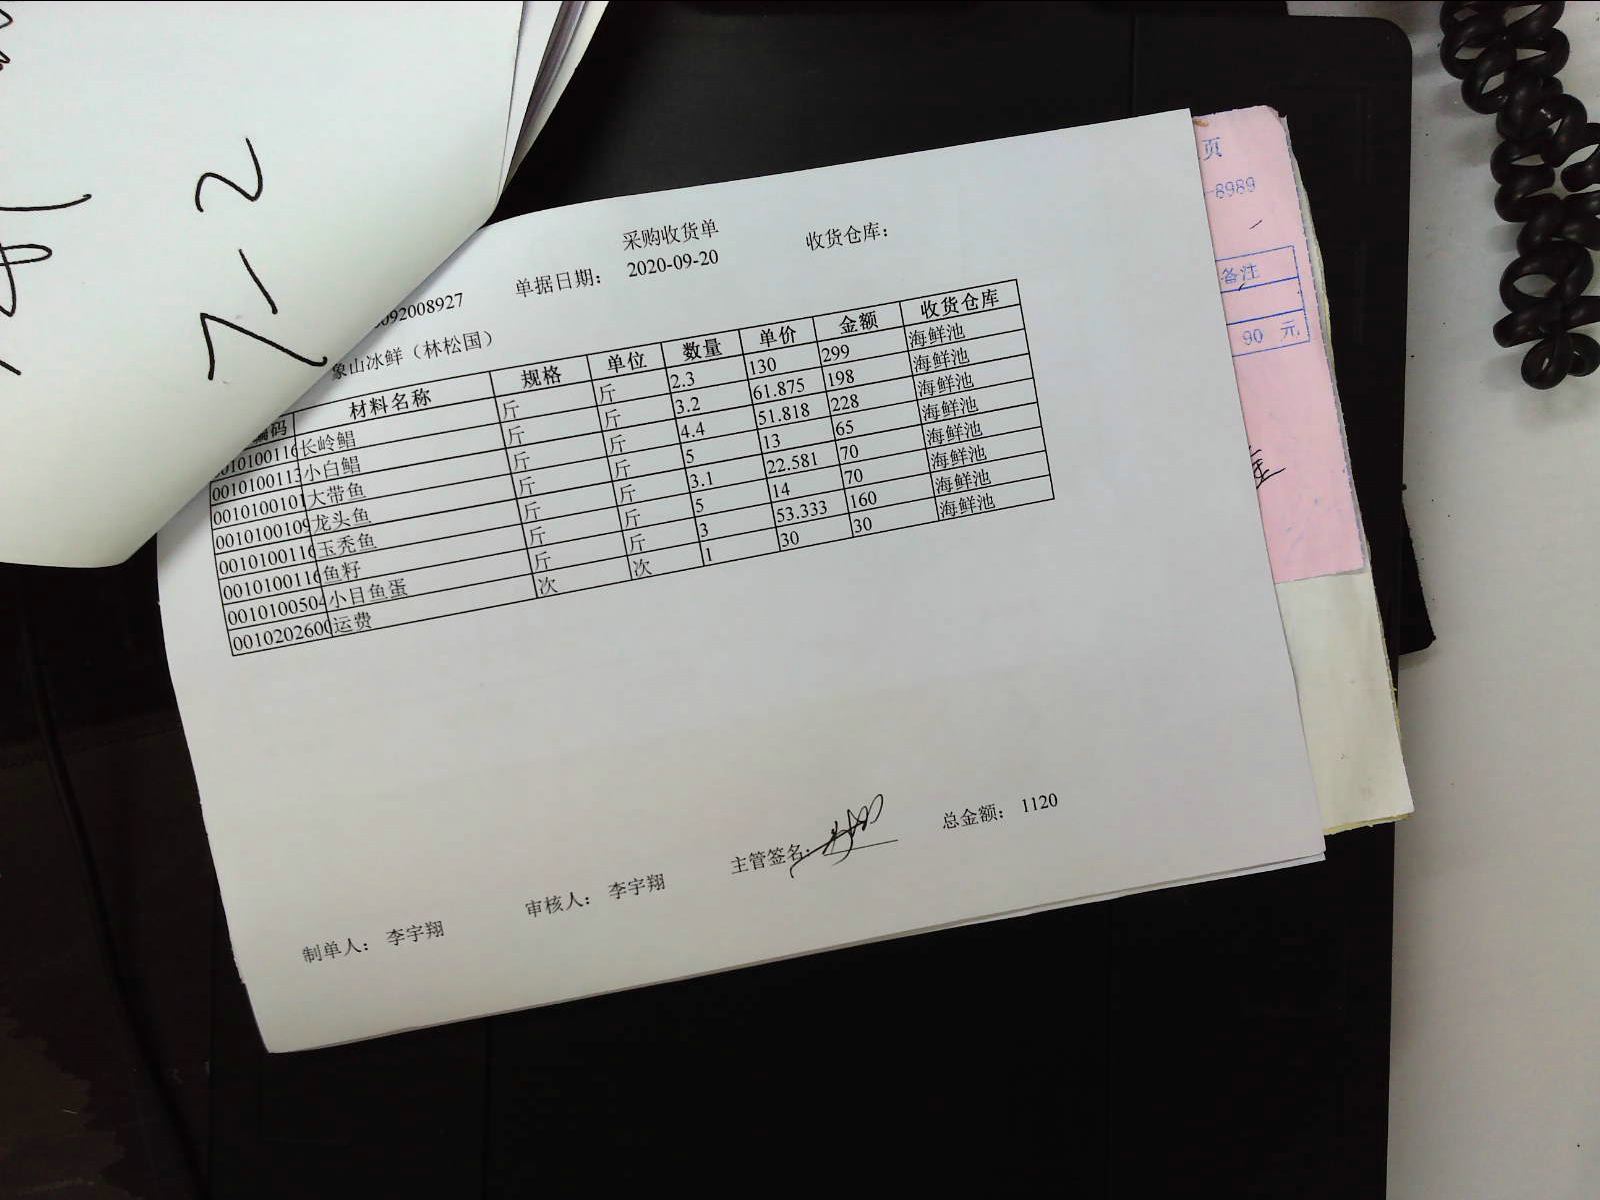 采购收货单
092008927 单据日期： 2020-09-20 收货仓库：
象山冰鲜（林松国）
编码 材料名称 规格 单位 数量 单价 金额 收货仓库
0010100116 长岭鲳 斤 斤 2.3 130 299 海鲜池
0010100113 小白鲳 斤 斤 3.2 61.875 198 海鲜池
0010100101 大带鱼 斤 斤 4.4 51.818 228 海鲜池
0010100109 龙头鱼 斤 斤 5 13 65 海鲜池
0010100116 玉秃鱼 斤 斤 3.1 22.581 70 海鲜池
0010100116 鱼籽 斤 斤 5 14 70 海鲜池
0010100504 小目鱼蛋 斤 斤 3 53.333 160 海鲜池
0010202600 运费 次 次 1 30 30 海鲜池
制单人： 李宇翔 审核人： 李宇翔 主管签名： 总金额： 1120
页
-8989
备注
90 元